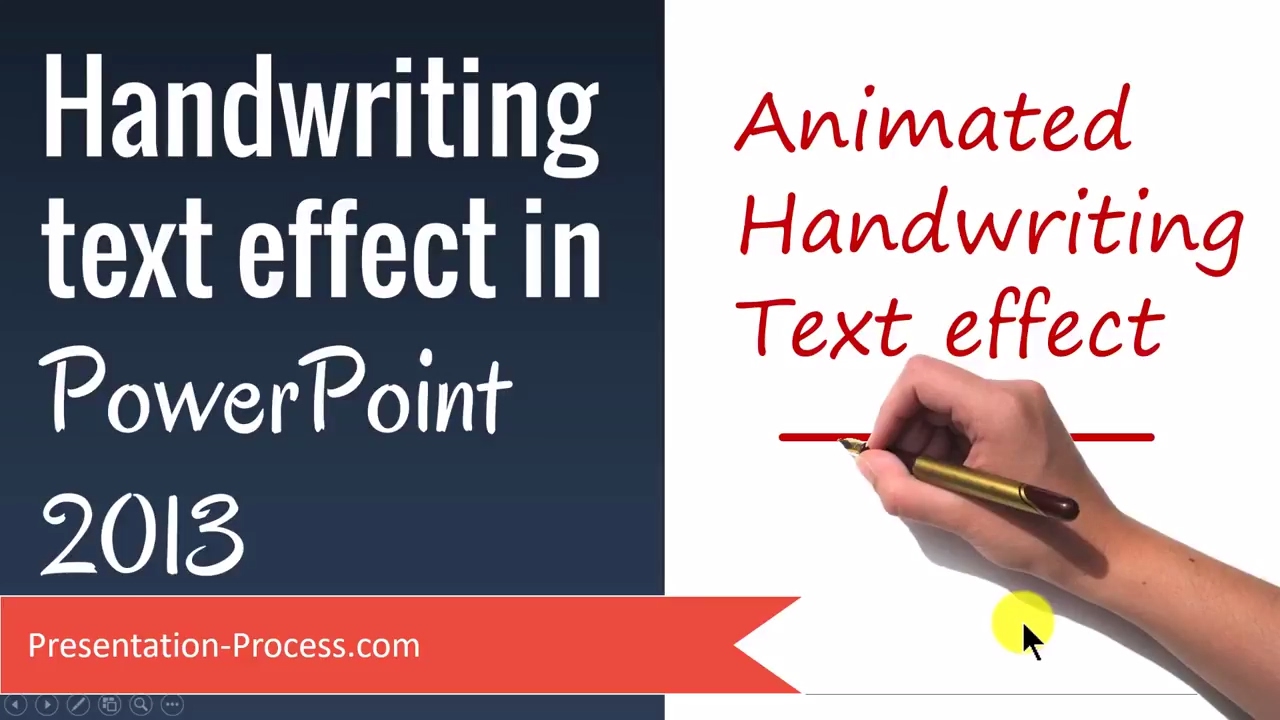 Handwriting
text effect in
PowerPoint
2013
Presentation-Process.com
Animated
Handwriting
Text effect